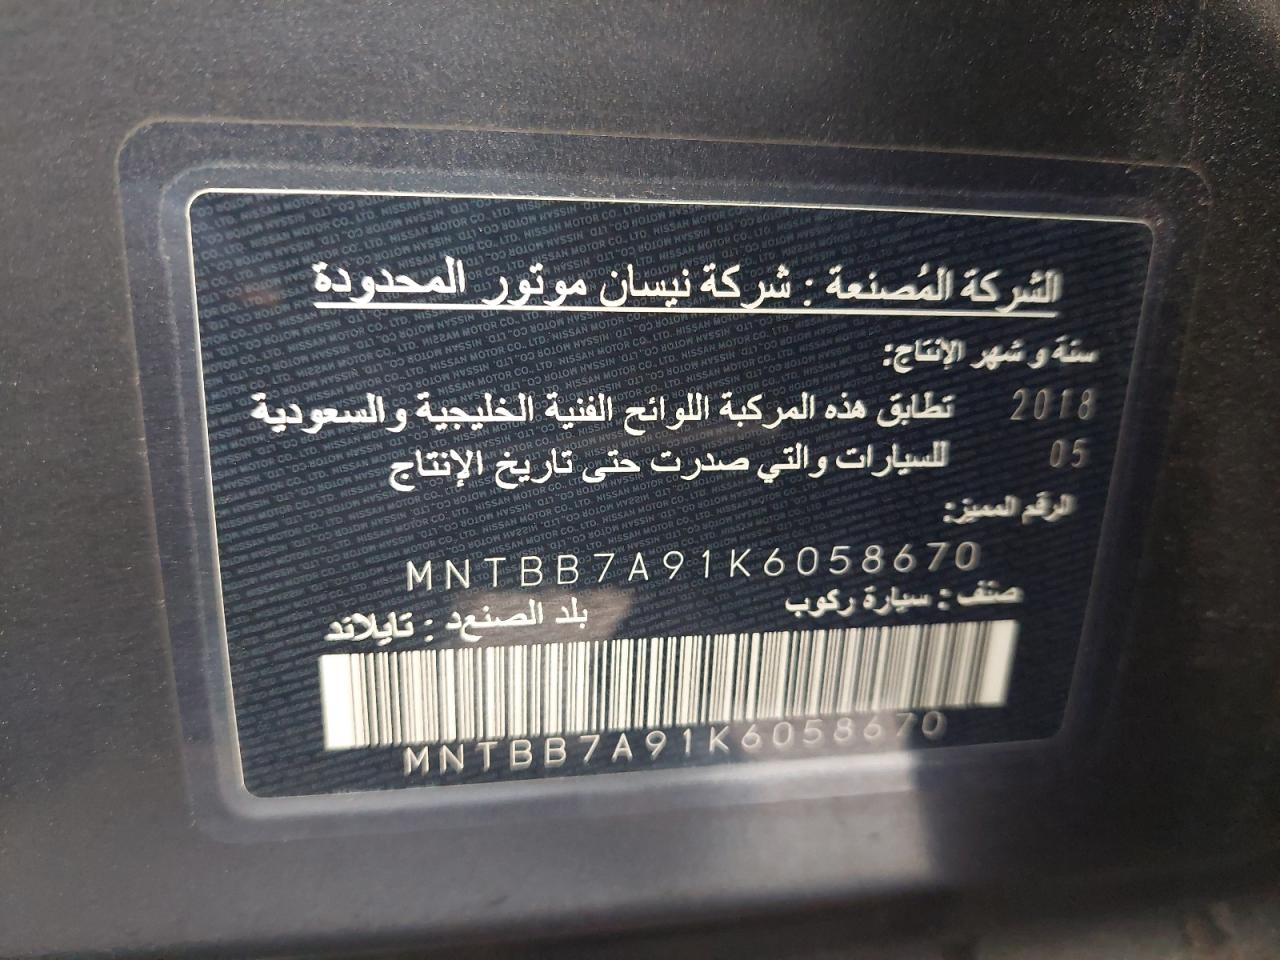 الشركة المُصنعة : شركة نيسان موتور المحدودة
سنة و شهر الإنتاج:
2018 تطابق هذه المركبة اللوائح الفنية الخليجية والسعودية
05 للسيارات والتي صدرت حتى تاريخ الإنتاج
الرقم المميز:
MNTBB7A91K6058670
صنف : سيارة ركوب
بلد الصنع : تايلاند
MNTBB7A91K6058670